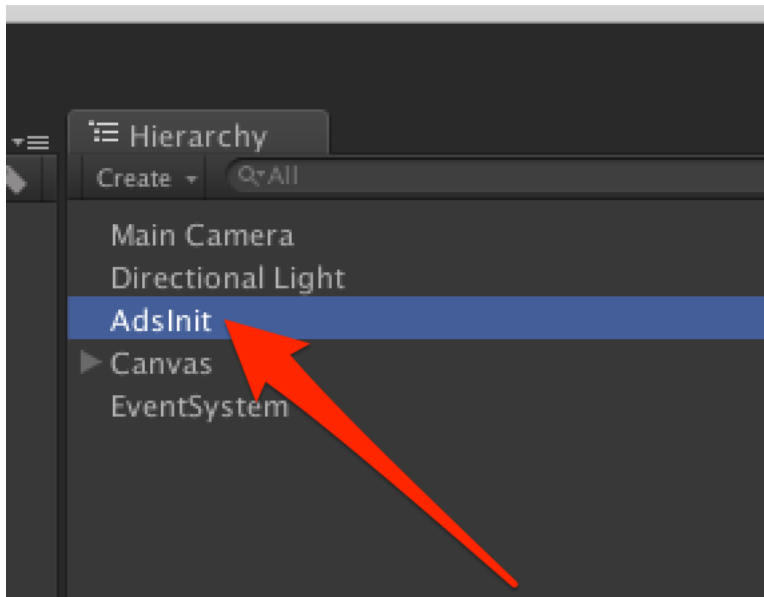 Hierarchy
Create All
Main Camera
Directional Light
AdsInit
Canvas
EventSystem